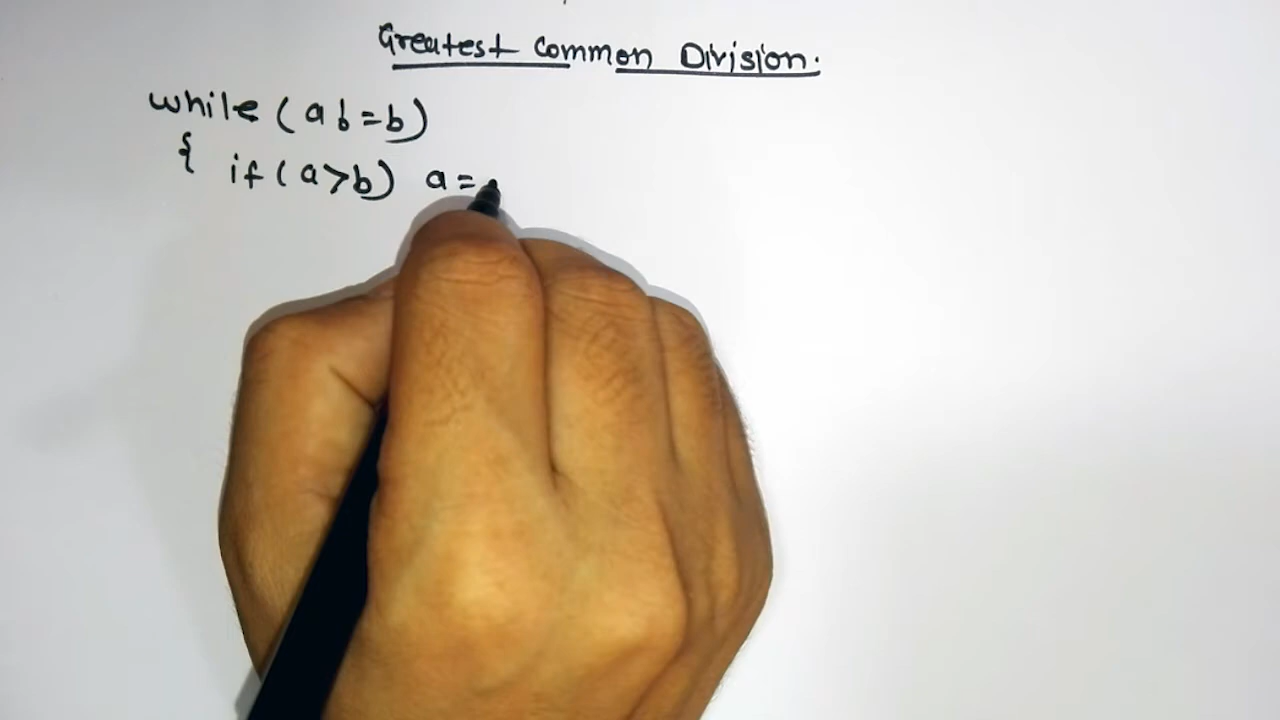 Greatest Common Division.
while (a b=b)
{ if (a>b) a=